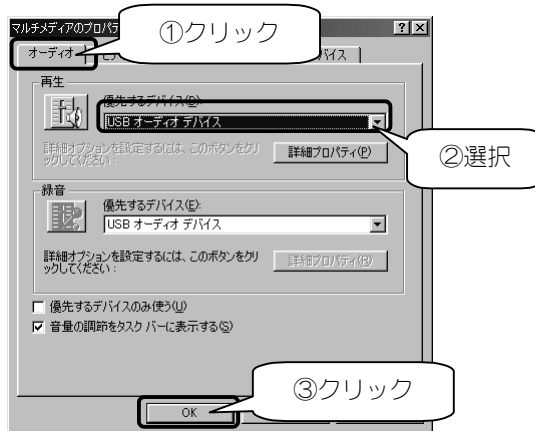 マルチメディアのプロパテ
①クリック
オーディオ
バイス
再生
優先するデバイス(P):
USB オーディオ デバイス
②選択
詳細オプションを設定するには、このボタンをクリ
ックしてください:
詳細プロパティ(P)
録音
優先するデバイス(E):
USB オーディオ デバイス
詳細オプションを設定するには、このボタンをクリ
ックしてください:
詳細プロパティ(R)
優先するデバイスのみ使う(U)
音量の調節をタスク バーに表示する(S)
③クリック
OK